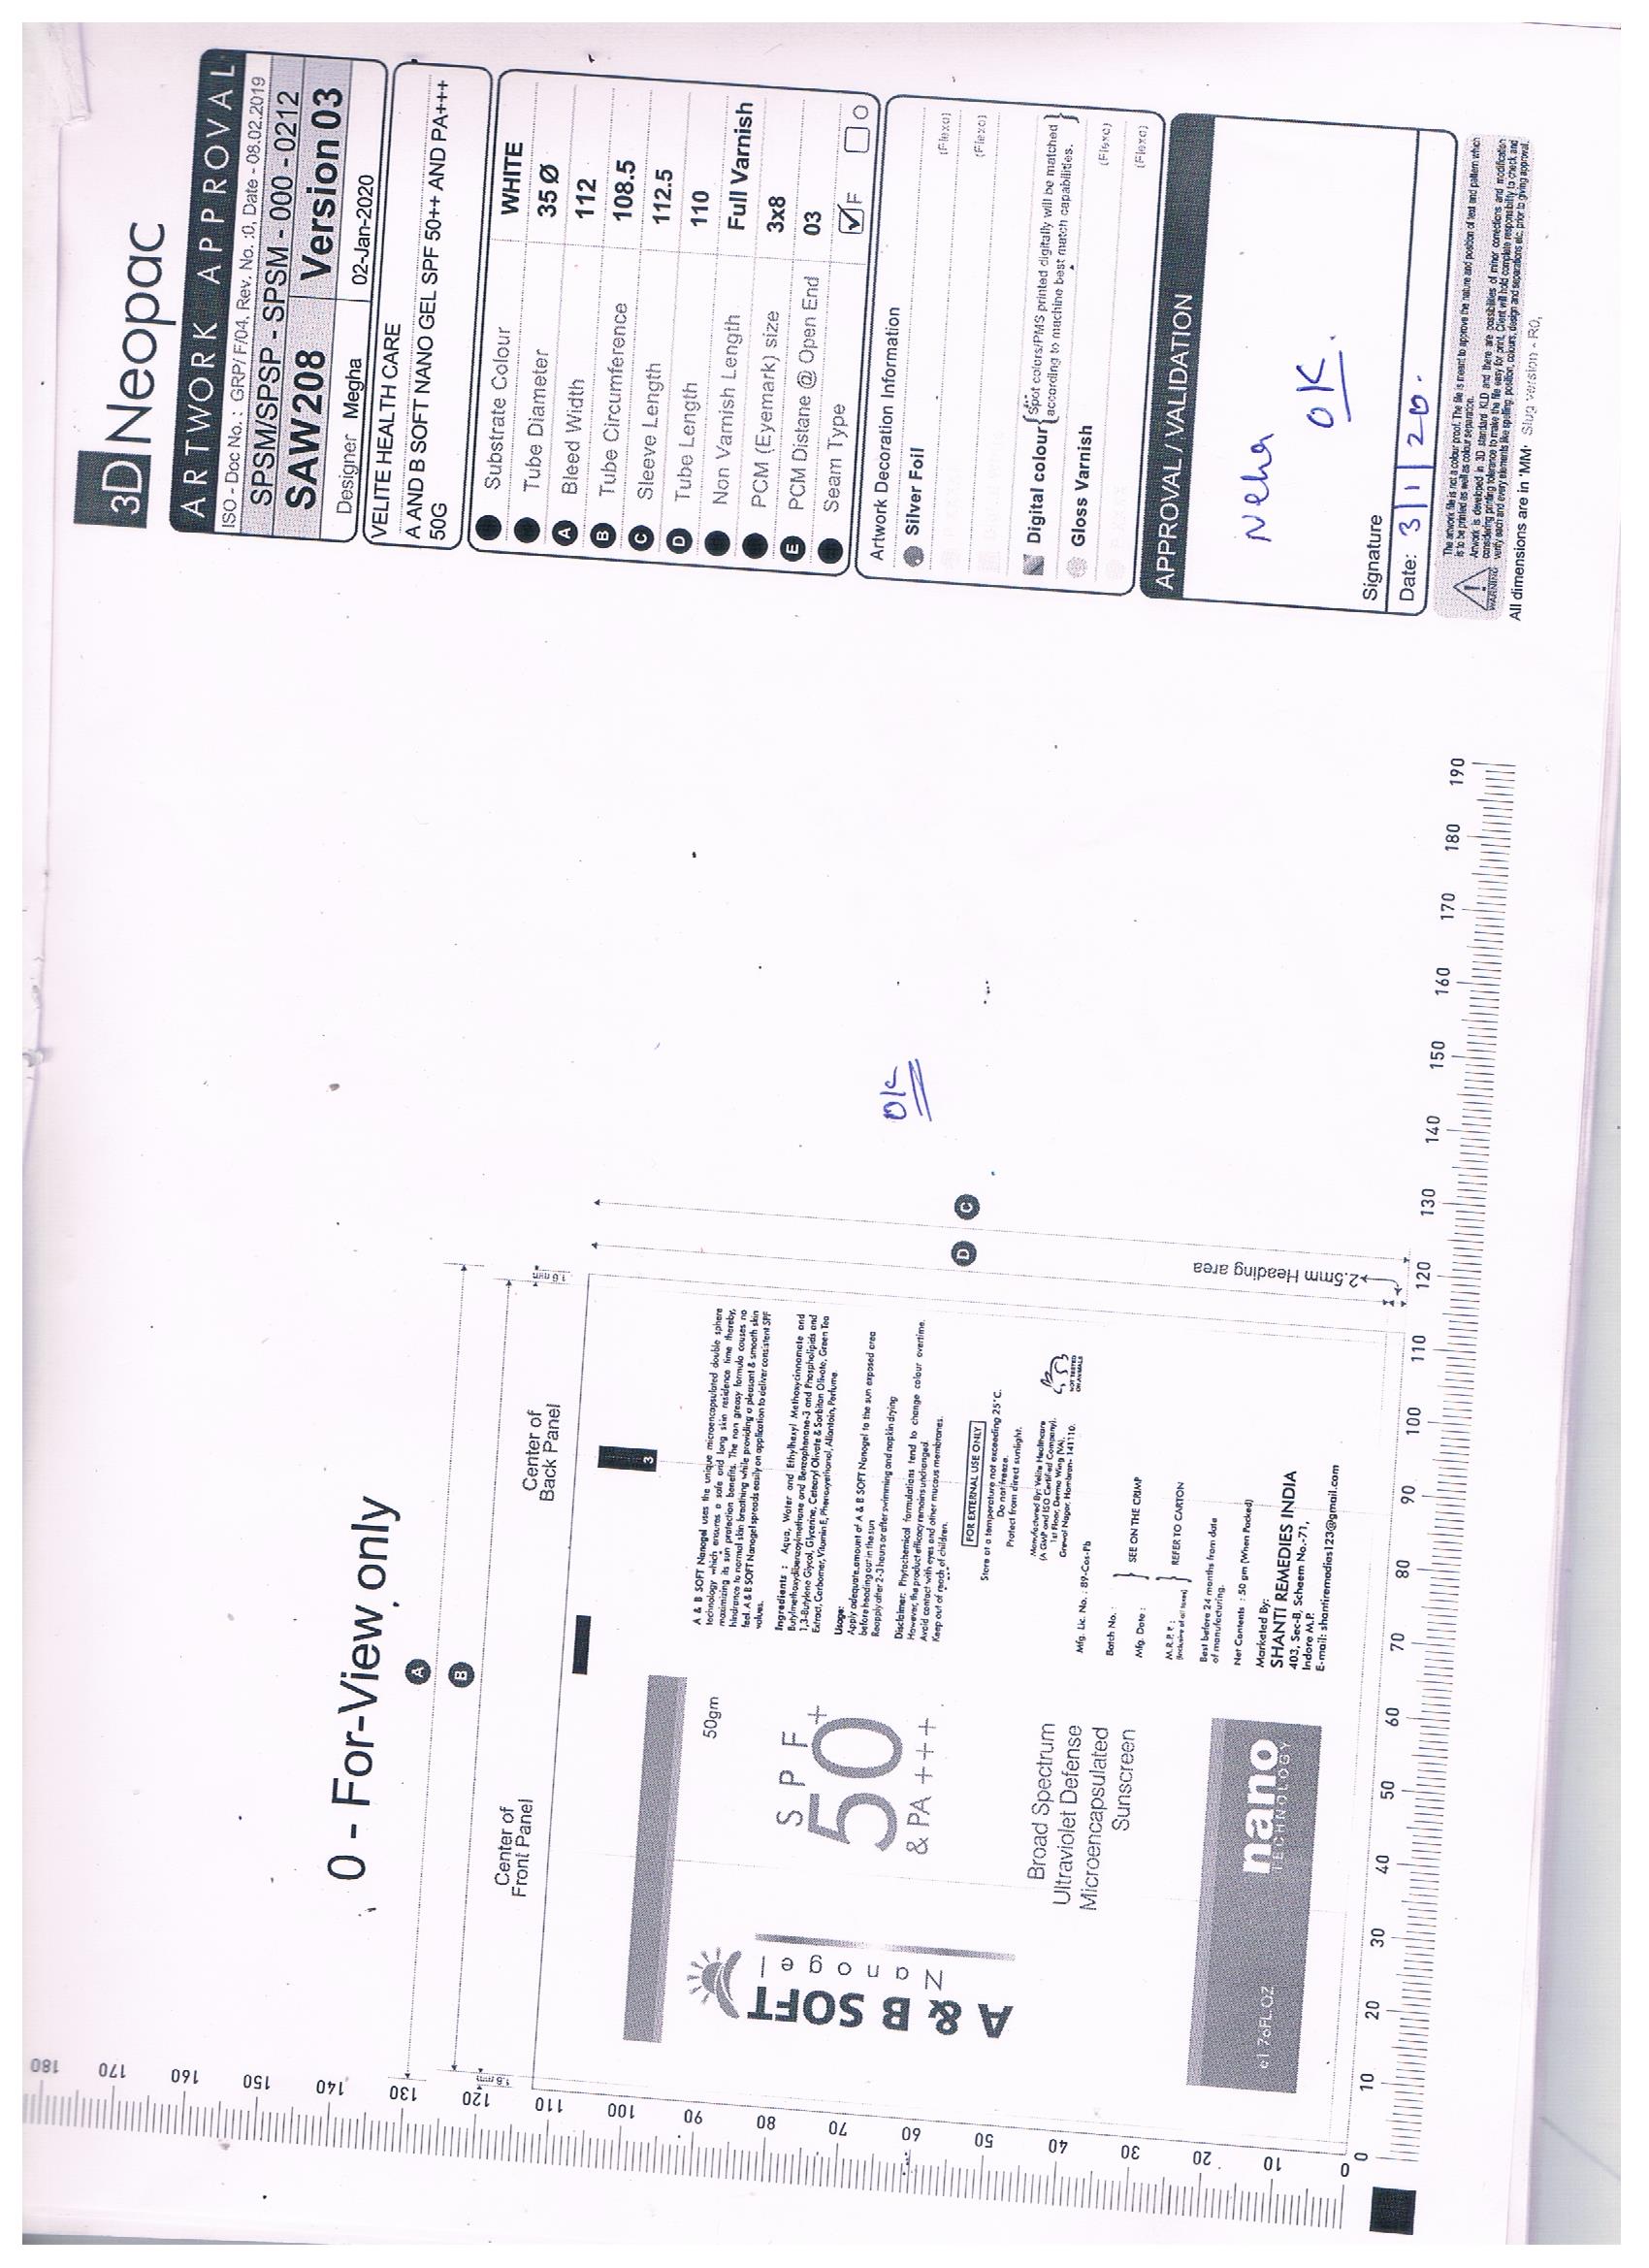 3D Neopac
ARTWORK APPROVAL
ISO - Doc No. : GRP/ F/04, Rev. No. :0, Date - 08.02.2019
SPSM/SPSP - SPSM - 000 - 0212
SAW208 Version 03
Designer Megha 02-Jan-2020
VELITE HEALTH CARE
A AND B SOFT NANO GEL SPF 50++ AND PA+++
50G
Substrate Colour WHITE
Tube Diameter 35 Ø
A Bleed Width 112
B Tube Circumference 108.5
C Sleeve Length 112.5
D Tube Length 110
Non Varnish Length Full Varnish
PCM (Eyemark) size 3x8
E PCM Distane @ Open End 03
Seam Type F O
Artwork Decoration Information
Silver Foil (Flexo)
(Flexo)
Digital colour {Spot colors/PMS printed digitally will be matched
according to machine best match capabilities.}
Gloss Varnish (Flexo)
(Flexo)
APPROVAL / VALIDATION
Neha
OK.
Signature
Date: 3/1/20.
WARNING
The artwork file is not a colour proof. The file is meant to approve the nature and position of text and pattern which
is to be printed as well as colour separation.
Artwork is developed in 3D standard KLD and there are possibilities of minor corrections and modification
considering printing tolerance to make the file easy for print. Client will hold complete responsibility to check and
verify each and every elements like spelling, position, colours, design and separations etc. prior to giving approval.
All dimensions are in 'MM' Slug version - R0,
0 - For-View only
A
B
Center of
Front Panel
Center of
Back Panel
1.6 mm
1.6 mm
OK
D
C
2.5mm Heading area
A & B SOFT
Nanogel
50gm
SPF
50+
& PA+++
Broad Spectrum
Ultraviolet Defense
Microencapsulated
Sunscreen
e1.76FL.OZ
nano
TECHNOLOGY
3
A & B SOFT Nanogel uses the unique microencapsulated double sphere
technology which ensures a safe and long skin residence time thereby,
maximizing its sun protection benefits. The non greasy formula causes no
hindrance to normal skin breathing while providing a pleasant & smooth skin
feel. A & B SOFT Nanogel spreads easily on application to deliver consistent SPF
values.
Ingredients : Aqua, Water and Ethylhexyl Methoxycinnamate and
Butylmethoxydibenzoylmethane and Benzophenone-3 and Phospholipids and
1,3-Butylene Glycol, Glycerine, Cetearyl Olivate & Sorbitan Olivate, Green Tea
Extract, Carbomer, Vitamin E, Phenoxyethanol, Allantoin, Perfume.
Usage:
Apply adequate amount of A & B SOFT Nanogel to the sun exposed area
before heading out in the sun
Reapply after 2-3 hours or after swimming and napkin drying
Disclaimer: Phytochemical formulations tend to change colour overtime.
However, the product efficacy remains unchanged.
Avoid contact with eyes and other mucous membranes.
Keep out of reach of children.
FOR EXTERNAL USE ONLY
Store at a temperature not exceeding 25°C.
Do not freeze.
Protect from direct sunlight.
Manufactured By: Velite Healthcare
(A GMP and ISO Certified Company).
1st Floor, Derma Wing (NA),
Grewal Nagar, Hambran- 141110.
NOT TESTED
ON ANIMALS
Mfg. Lic. No. : 89-Cos-Pb
Batch No. :
Mfg. Date :
} SEE ON THE CRIMP
M.R.P. ₹ :
(Inclusive of all taxes)
} REFER TO CARTON
Best before 24 months from date
of manufacturing.
Net Contents : 50 gm (When Packed)
Marketed By:
SHANTI REMEDIES INDIA
403, Sec-B, Scheem No.-71,
Indore M.P.
E-mail: shantiremadias123@gmail.com
180
170
160
150
140
130
120
110
100
90
80
70
60
50
40
30
20
10
0
0 10 20 30 40 50 60 70 80 90 100 110 120 130 140 150 160 170 180 190